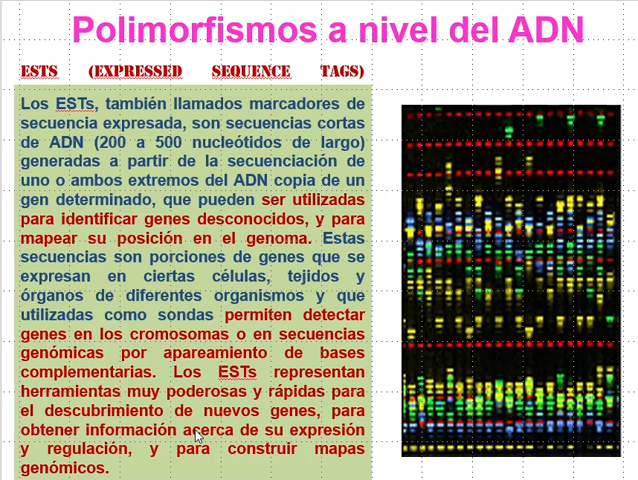 Polimorfismos a nivel del ADN
ESTS (EXPRESSED SEQUENCE TAGS)
Los ESTs, también llamados marcadores de
secuencia expresada, son secuencias cortas
de ADN (200 a 500 nucleótidos de largo)
generadas a partir de la secuenciación de
uno o ambos extremos del ADN copia de un
gen determinado, que pueden ser utilizadas
para identificar genes desconocidos, y para
mapear su posición en el genoma. Estas
secuencias son porciones de genes que se
expresan en ciertas células, tejidos y
órganos de diferentes organismos y que
utilizadas como sondas permiten detectar
genes en los cromosomas o en secuencias
genómicas por apareamiento de bases
complementarias. Los ESTs representan
herramientas muy poderosas y rápidas para
el descubrimiento de nuevos genes, para
obtener información acerca de su expresión
y regulación, y para construir mapas
genómicos.